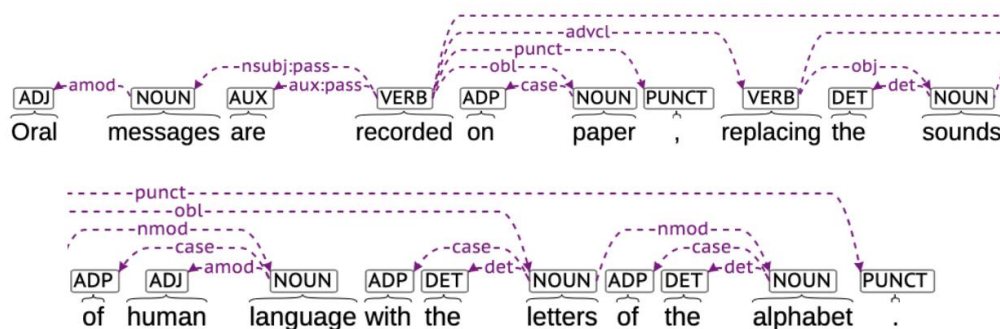 punct
advcl
punct
nsubj:pass obl obj
amod aux:pass case det
ADJ NOUN AUX VERB ADP NOUN PUNCT VERB DET NOUN
Oral messages are recorded on paper , replacing the sounds
punct
obl
nmod nmod
case case case
amod det det
ADP ADJ NOUN ADP DET NOUN ADP DET NOUN PUNCT
of human language with the letters of the alphabet .